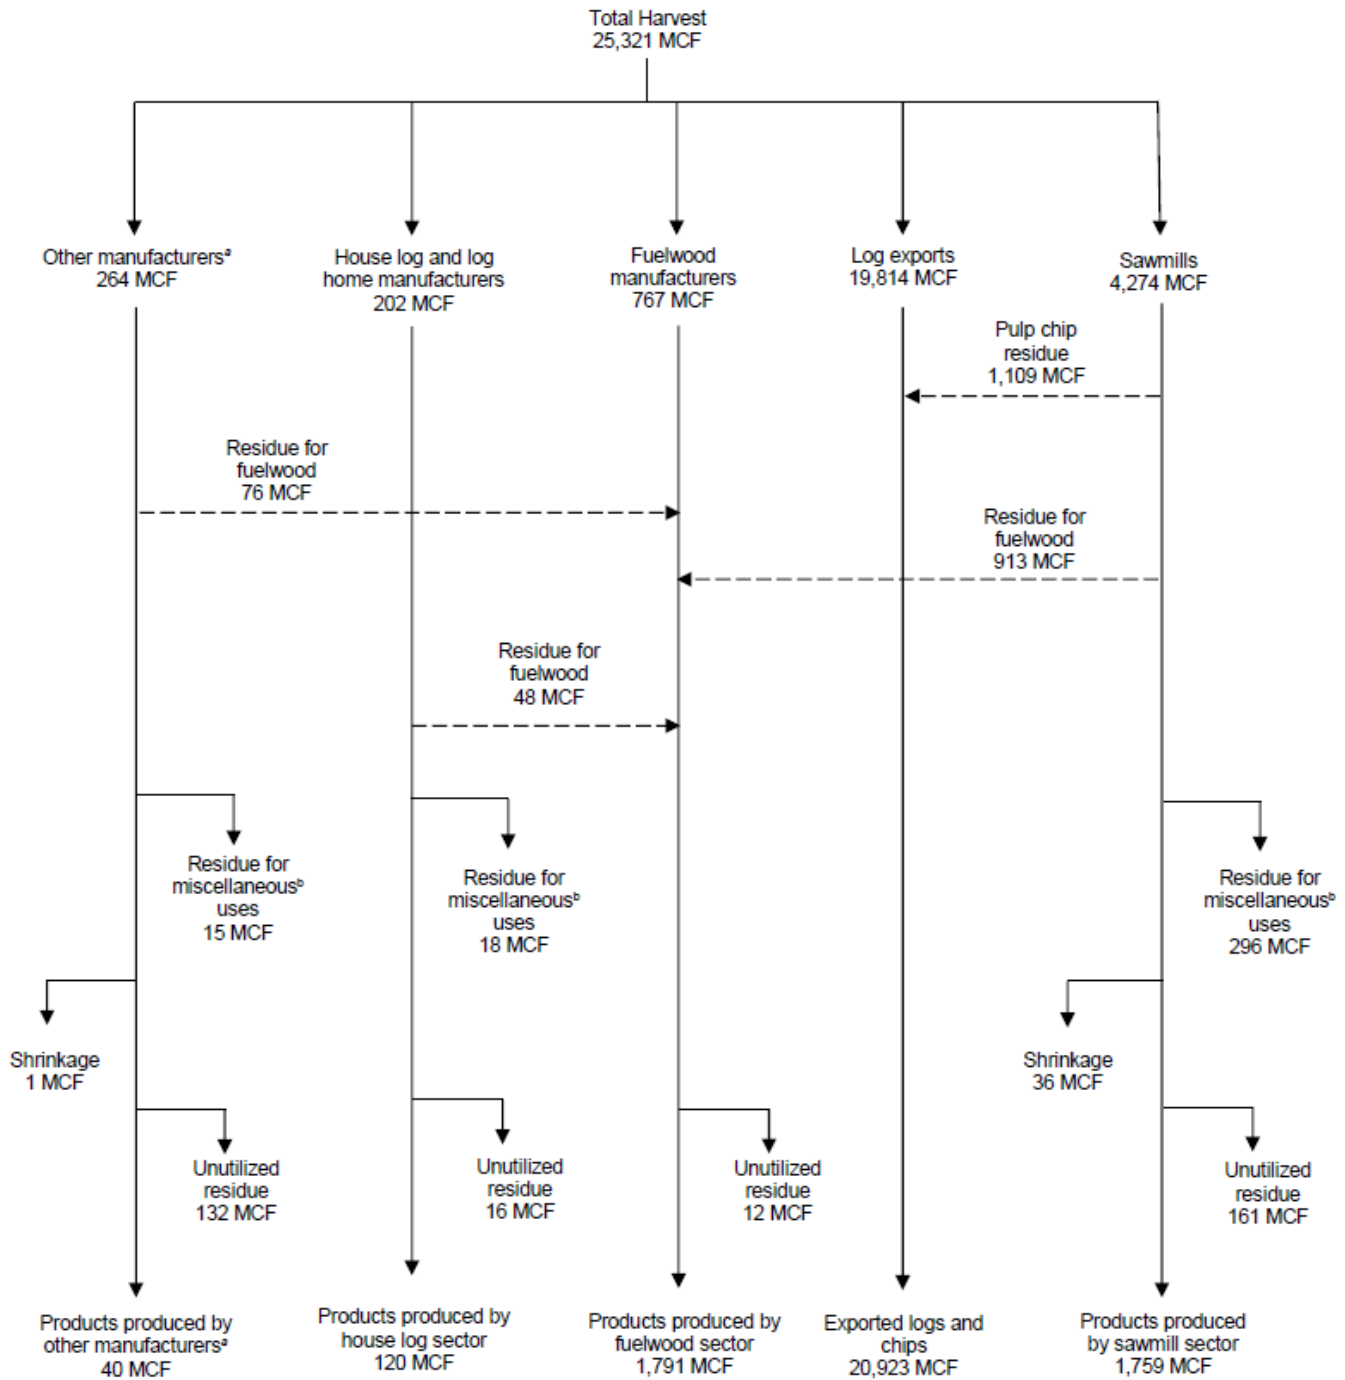 Total Harvest
25,321 MCF
Other manufacturersᵃ
264 MCF
House log and log
home manufacturers
202 MCF
Fuelwood
manufacturers
767 MCF
Log exports
19,814 MCF
Sawmills
4,274 MCF
Pulp chip
residue
1,109 MCF
Residue for
fuelwood
76 MCF
Residue for
fuelwood
913 MCF
Residue for
fuelwood
48 MCF
Residue for
miscellaneousᵇ
uses
15 MCF
Residue for
miscellaneousᵇ
uses
18 MCF
Residue for
miscellaneousᵇ
uses
296 MCF
Shrinkage
1 MCF
Shrinkage
36 MCF
Unutilized
residue
132 MCF
Unutilized
residue
16 MCF
Unutilized
residue
12 MCF
Unutilized
residue
161 MCF
Products produced by
other manufacturersᵃ
40 MCF
Products produced by
house log sector
120 MCF
Products produced by
fuelwood sector
1,791 MCF
Exported logs and
chips
20,923 MCF
Products produced
by sawmill sector
1,759 MCF